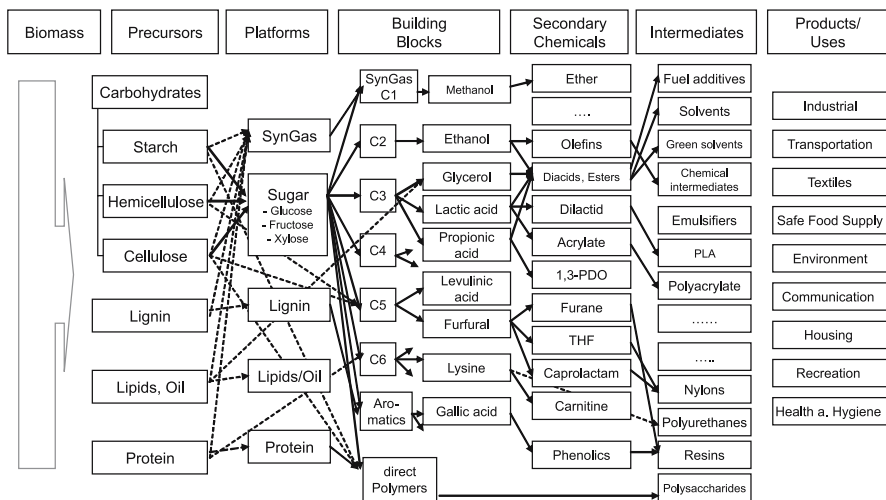 Biomass
Precursors
Platforms
Building
Blocks
Secondary
Chemicals
Intermediates
Products/
Uses
Carbohydrates
Starch
Hemicellulose
Cellulose
Lignin
Lipids, Oil
Protein
SynGas
Sugar
- Glucose
- Fructose
- Xylose
Lignin
Lipids/Oil
Protein
SynGas
C1
C2
C3
C4
C5
C6
Aro-
matics
direct
Polymers
Methanol
Ethanol
Glycerol
Lactic acid
Propionic
acid
Levulinic
acid
Furfural
Lysine
Gallic acid
Ether
....
Olefins
Diacids, Esters
Dilactid
Acrylate
1,3-PDO
Furane
THF
Caprolactam
Carnitine
Phenolics
Fuel additives
Solvents
Green solvents
Chemical
intermediates
Emulsifiers
PLA
Polyacrylate
......
.....
Nylons
Polyurethanes
Resins
Polysaccharides
Industrial
Transportation
Textiles
Safe Food Supply
Environment
Communication
Housing
Recreation
Health a. Hygiene